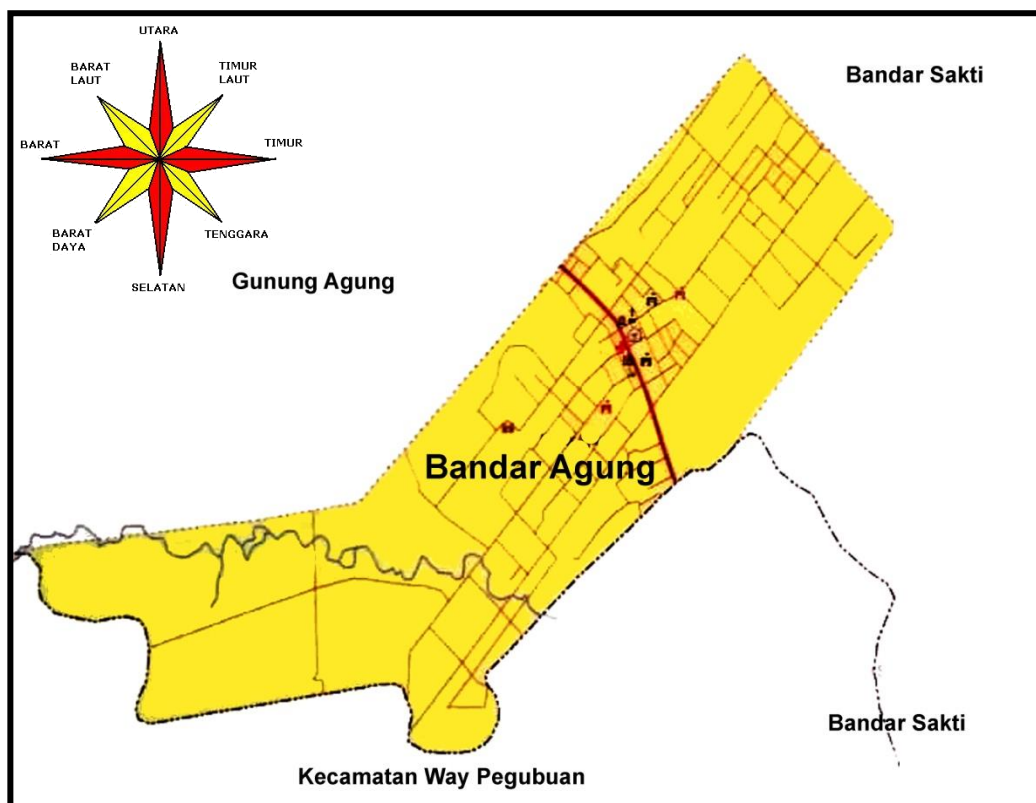 UTARA
BARAT
LAUT
TIMUR
LAUT
BARAT
TIMUR
BARAT
DAYA
TENGGARA
SELATAN
Bandar Sakti
Gunung Agung
Bandar Agung
Bandar Sakti
Kecamatan Way Pegubuan